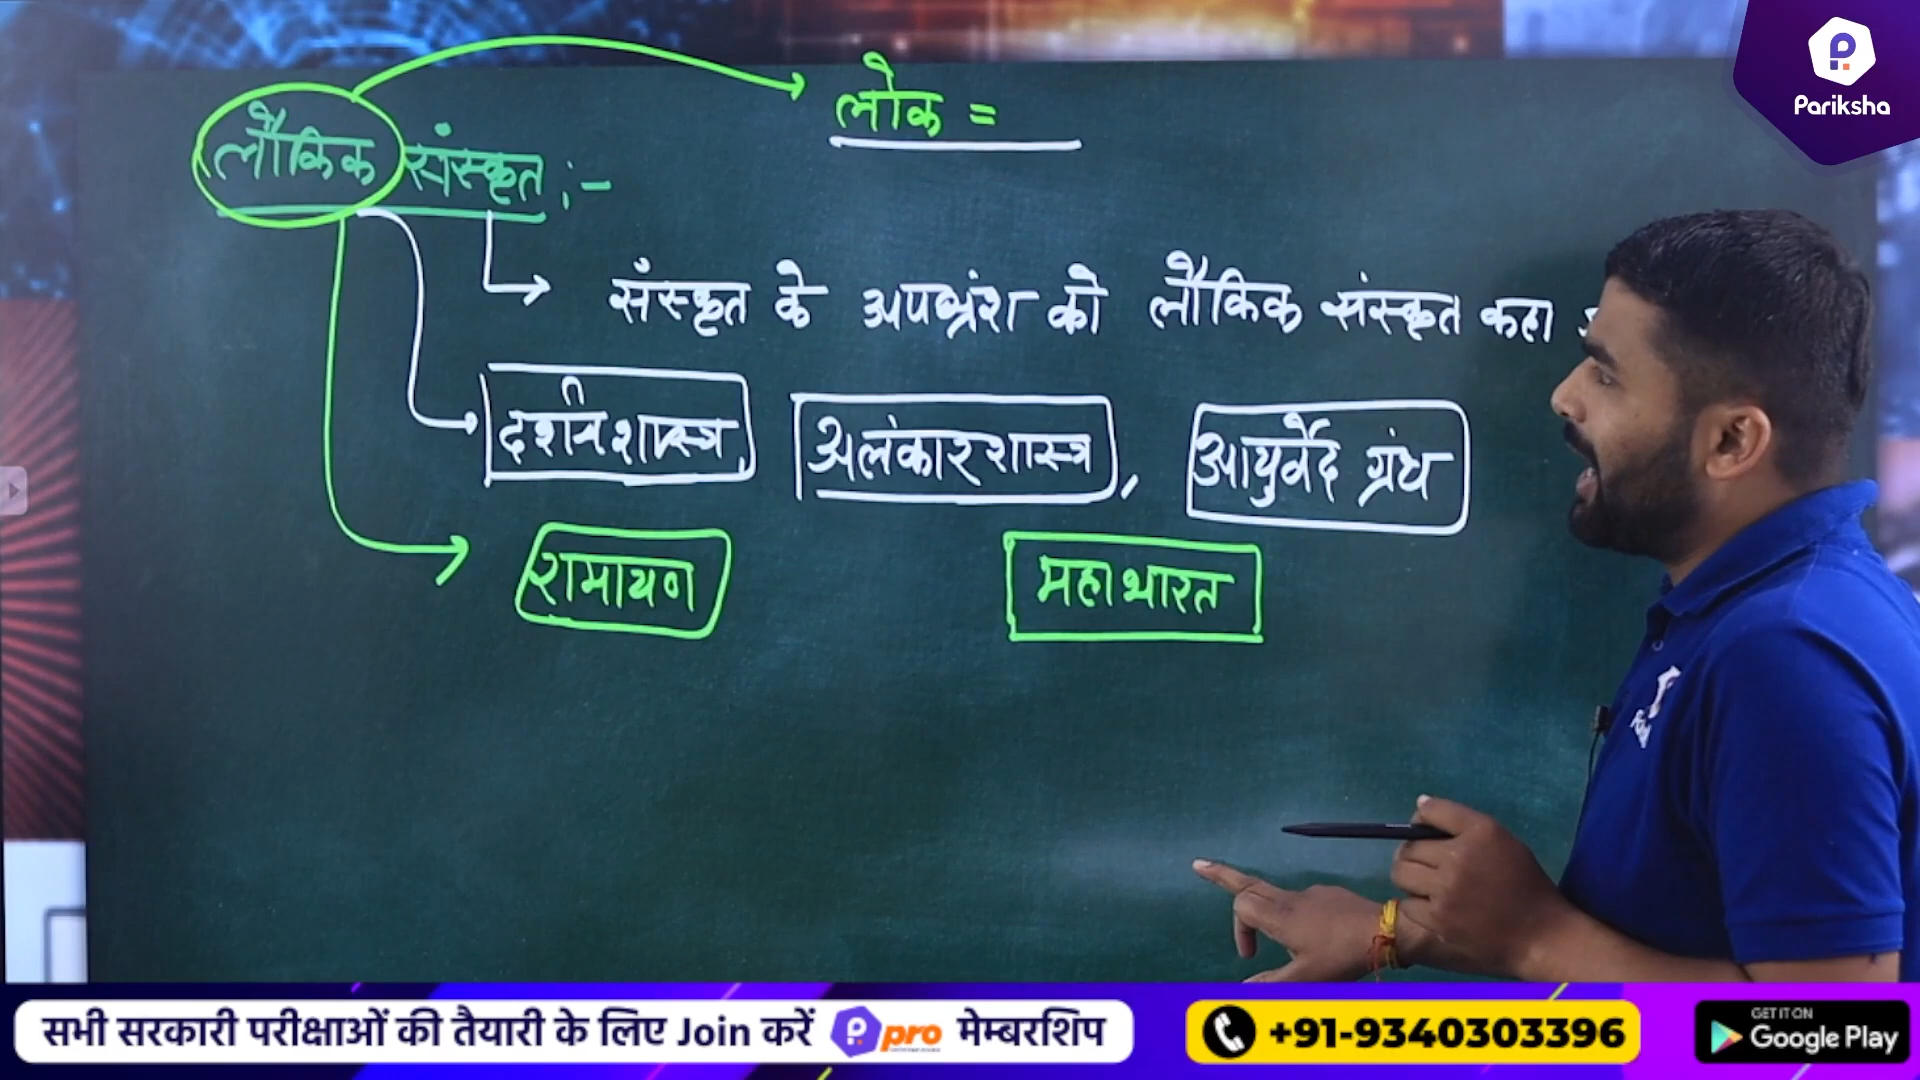 Pariksha
लोक =
लौकिक संस्कृत :-
संस्कृत के अपभ्रंश को लौकिक संस्कृत कहा
दर्शनशास्त्र, अलंकारशास्त्र, आयुर्वेद ग्रंथ
रामायण महाभारत
सभी सरकारी परीक्षाओं की तैयारी के लिए Join करें P pro मेम्बरशिप
+91-9340303396
GET IT ON
Google Play